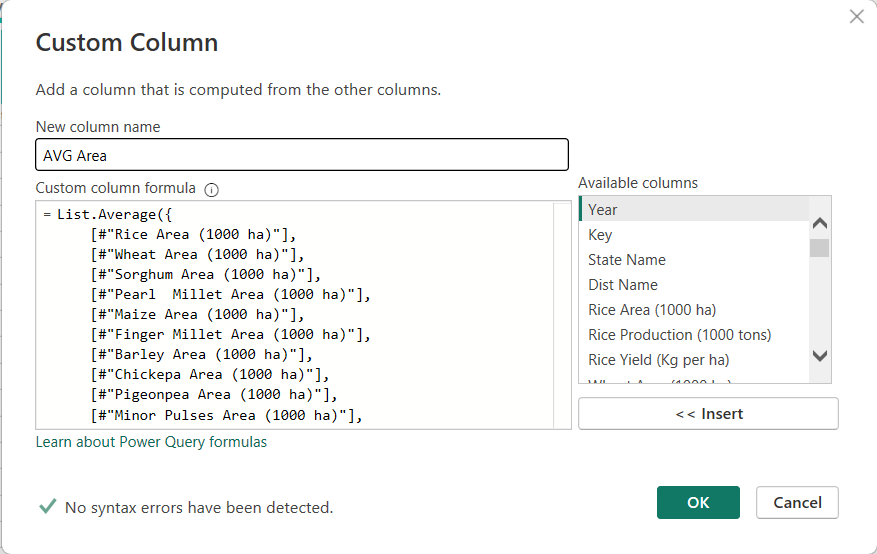 Custom Column
Add a column that is computed from the other columns.
New column name
AVG Area
Custom column formula
= List.Average({
[#"Rice Area (1000 ha)"],
[#"Wheat Area (1000 ha)"],
[#"Sorghum Area (1000 ha)"],
[#"Pearl  Millet Area (1000 ha)"],
[#"Maize Area (1000 ha)"],
[#"Finger Millet Area (1000 ha)"],
[#"Barley Area (1000 ha)"],
[#"Chickepa Area (1000 ha)"],
[#"Pigeonpea Area (1000 ha)"],
[#"Minor Pulses Area (1000 ha)"],
Available columns
Year
Key
State Name
Dist Name
Rice Area (1000 ha)
Rice Production (1000 tons)
Rice Yield (Kg per ha)
Wheat Area (1000 ha)
<< Insert
Learn about Power Query formulas
No syntax errors have been detected.
OK
Cancel